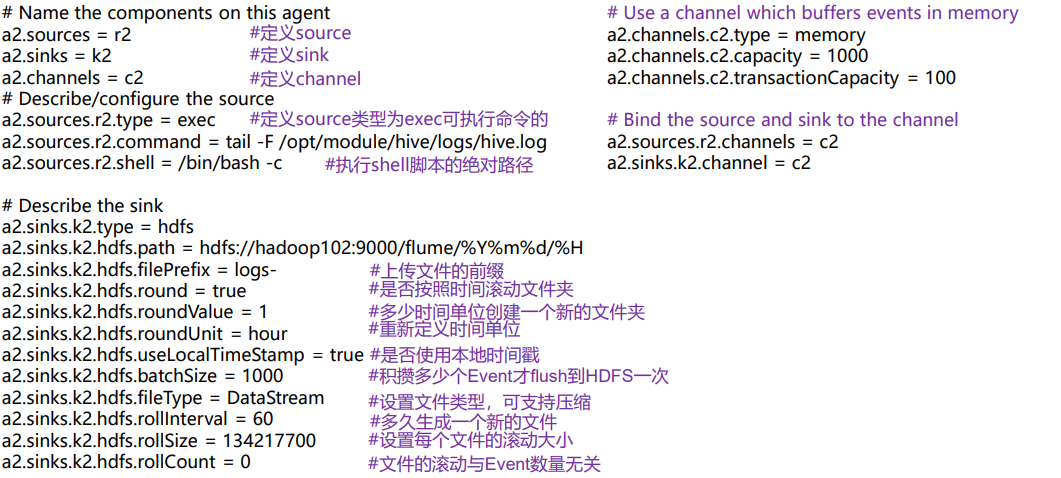 # Name the components on this agent
a2.sources = r2 #定义source
a2.sinks = k2 #定义sink
a2.channels = c2 #定义channel
# Describe/configure the source
a2.sources.r2.type = exec #定义source类型为exec可执行命令的
a2.sources.r2.command = tail -F /opt/module/hive/logs/hive.log
a2.sources.r2.shell = /bin/bash -c #执行shell脚本的绝对路径
# Describe the sink
a2.sinks.k2.type = hdfs
a2.sinks.k2.hdfs.path = hdfs://hadoop102:9000/flume/%Y%m%d/%H
a2.sinks.k2.hdfs.filePrefix = logs- #上传文件的前缀
a2.sinks.k2.hdfs.round = true #是否按照时间滚动文件夹
a2.sinks.k2.hdfs.roundValue = 1 #多少时间单位创建一个新的文件夹
a2.sinks.k2.hdfs.roundUnit = hour #重新定义时间单位
a2.sinks.k2.hdfs.useLocalTimeStamp = true #是否使用本地时间戳
a2.sinks.k2.hdfs.batchSize = 1000 #积攒多少个Event才flush到HDFS一次
a2.sinks.k2.hdfs.fileType = DataStream #设置文件类型，可支持压缩
a2.sinks.k2.hdfs.rollInterval = 60 #多久生成一个新的文件
a2.sinks.k2.hdfs.rollSize = 134217700 #设置每个文件的滚动大小
a2.sinks.k2.hdfs.rollCount = 0 #文件的滚动与Event数量无关
# Use a channel which buffers events in memory
a2.channels.c2.type = memory
a2.channels.c2.capacity = 1000
a2.channels.c2.transactionCapacity = 100
# Bind the source and sink to the channel
a2.sources.r2.channels = c2
a2.sinks.k2.channel = c2